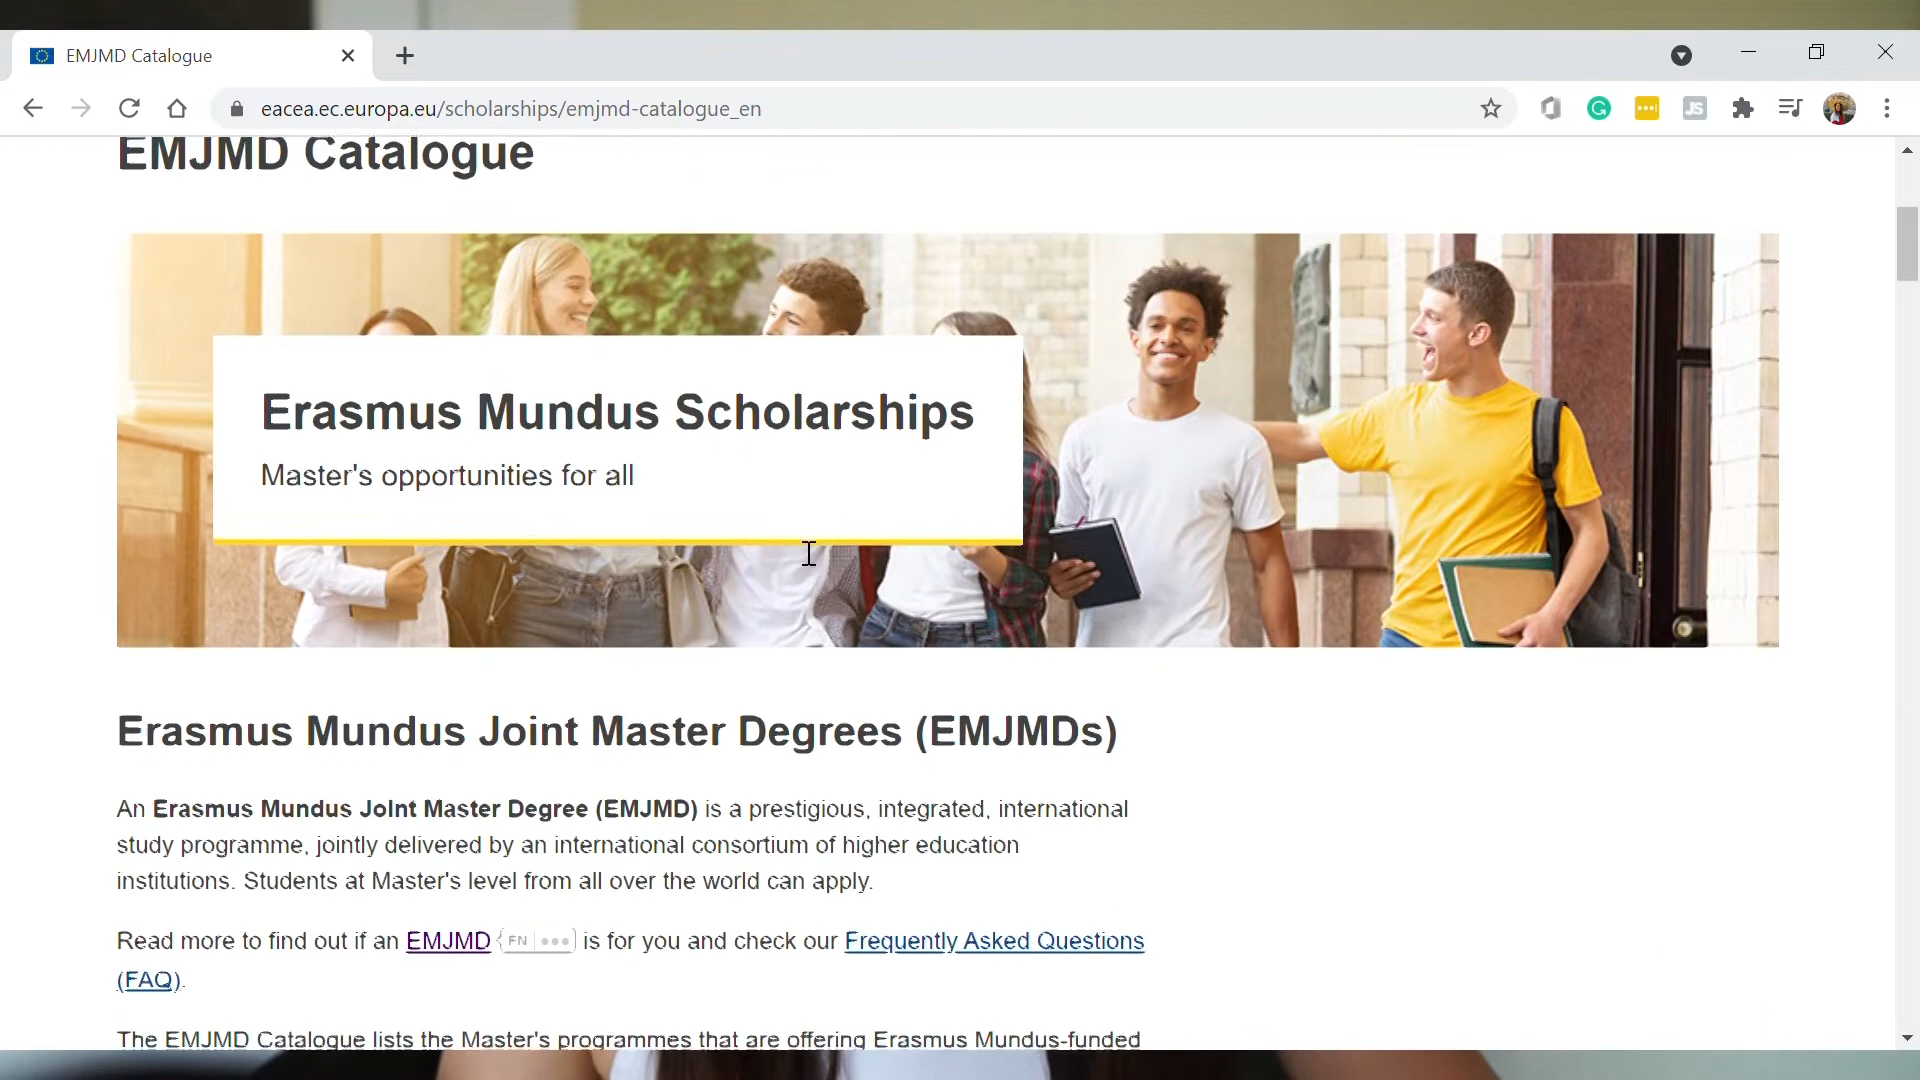 EMJMD Catalogue
eacea.ec.europa.eu/scholarships/emjmd-catalogue_en
JS
EMJMD Catalogue
Erasmus Mundus Scholarships
Master's opportunities for all
Erasmus Mundus Joint Master Degrees (EMJMDs)
An Erasmus Mundus Joint Master Degree (EMJMD) is a prestigious, integrated, international
study programme, jointly delivered by an international consortium of higher education
institutions. Students at Master's level from all over the world can apply.
Read more to find out if an EMJMD EN is for you and check our Frequently Asked Questions
(FAQ).
The EMJMD Catalogue lists the Master's programmes that are offering Erasmus Mundus-funded